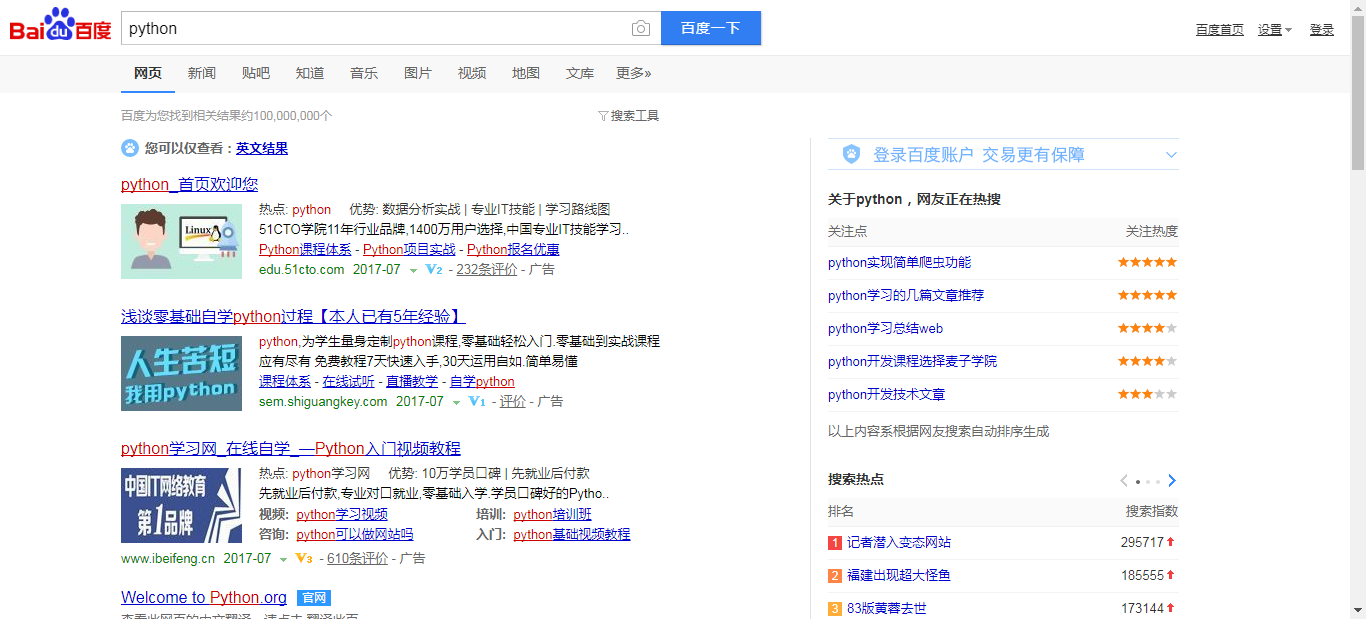 Bai du 百度
python
百度一下
百度首页 设置 登录
网页 新闻 贴吧 知道 音乐 图片 视频 地图 文库 更多»
百度为您找到相关结果约100,000,000个
搜索工具
您可以仅查看：英文结果
python_首页欢迎您
Linux
热点: python 优势: 数据分析实战 | 专业IT技能 | 学习路线图
51CTO学院11年行业品牌,1400万用户选择,中国专业IT技能学习..
Python课程体系 - Python项目实战 - Python报名优惠
edu.51cto.com 2017-07 V2 - 232条评价 - 广告
浅谈零基础自学python过程【本人已有5年经验】
人生苦短
我用python
python,为学生量身定制python课程,零基础轻松入门.零基础到实战课程
应有尽有 免费教程7天快速入手,30天运用自如.简单易懂
课程体系 - 在线试听 - 直播教学 - 自学python
sem.shiguangkey.com 2017-07 V1 - 评价 - 广告
python学习网_在线自学_—Python入门视频教程
中国IT网络教育
第1品牌
热点: python学习网 优势: 10万学员口碑 | 先就业后付款
先就业后付款,专业对口就业,零基础入学.学员口碑好的Pytho..
视频: python学习视频 培训: python培训班
咨询: python可以做网站吗 入门: python基础视频教程
www.ibeifeng.cn 2017-07 V3 - 610条评价 - 广告
Welcome to Python.org 官网
登录百度账户 交易更有保障
关于python，网友正在热搜
关注点 关注热度
python实现简单爬虫功能
python学习的几篇文章推荐
python学习总结web
python开发课程选择麦子学院
python开发技术文章
以上内容系根据网友搜索自动排序生成
搜索热点
排名 搜索指数
1 记者潜入变态网站 295717
2 福建出现超大怪鱼 185555
3 83版黄蓉去世 173144